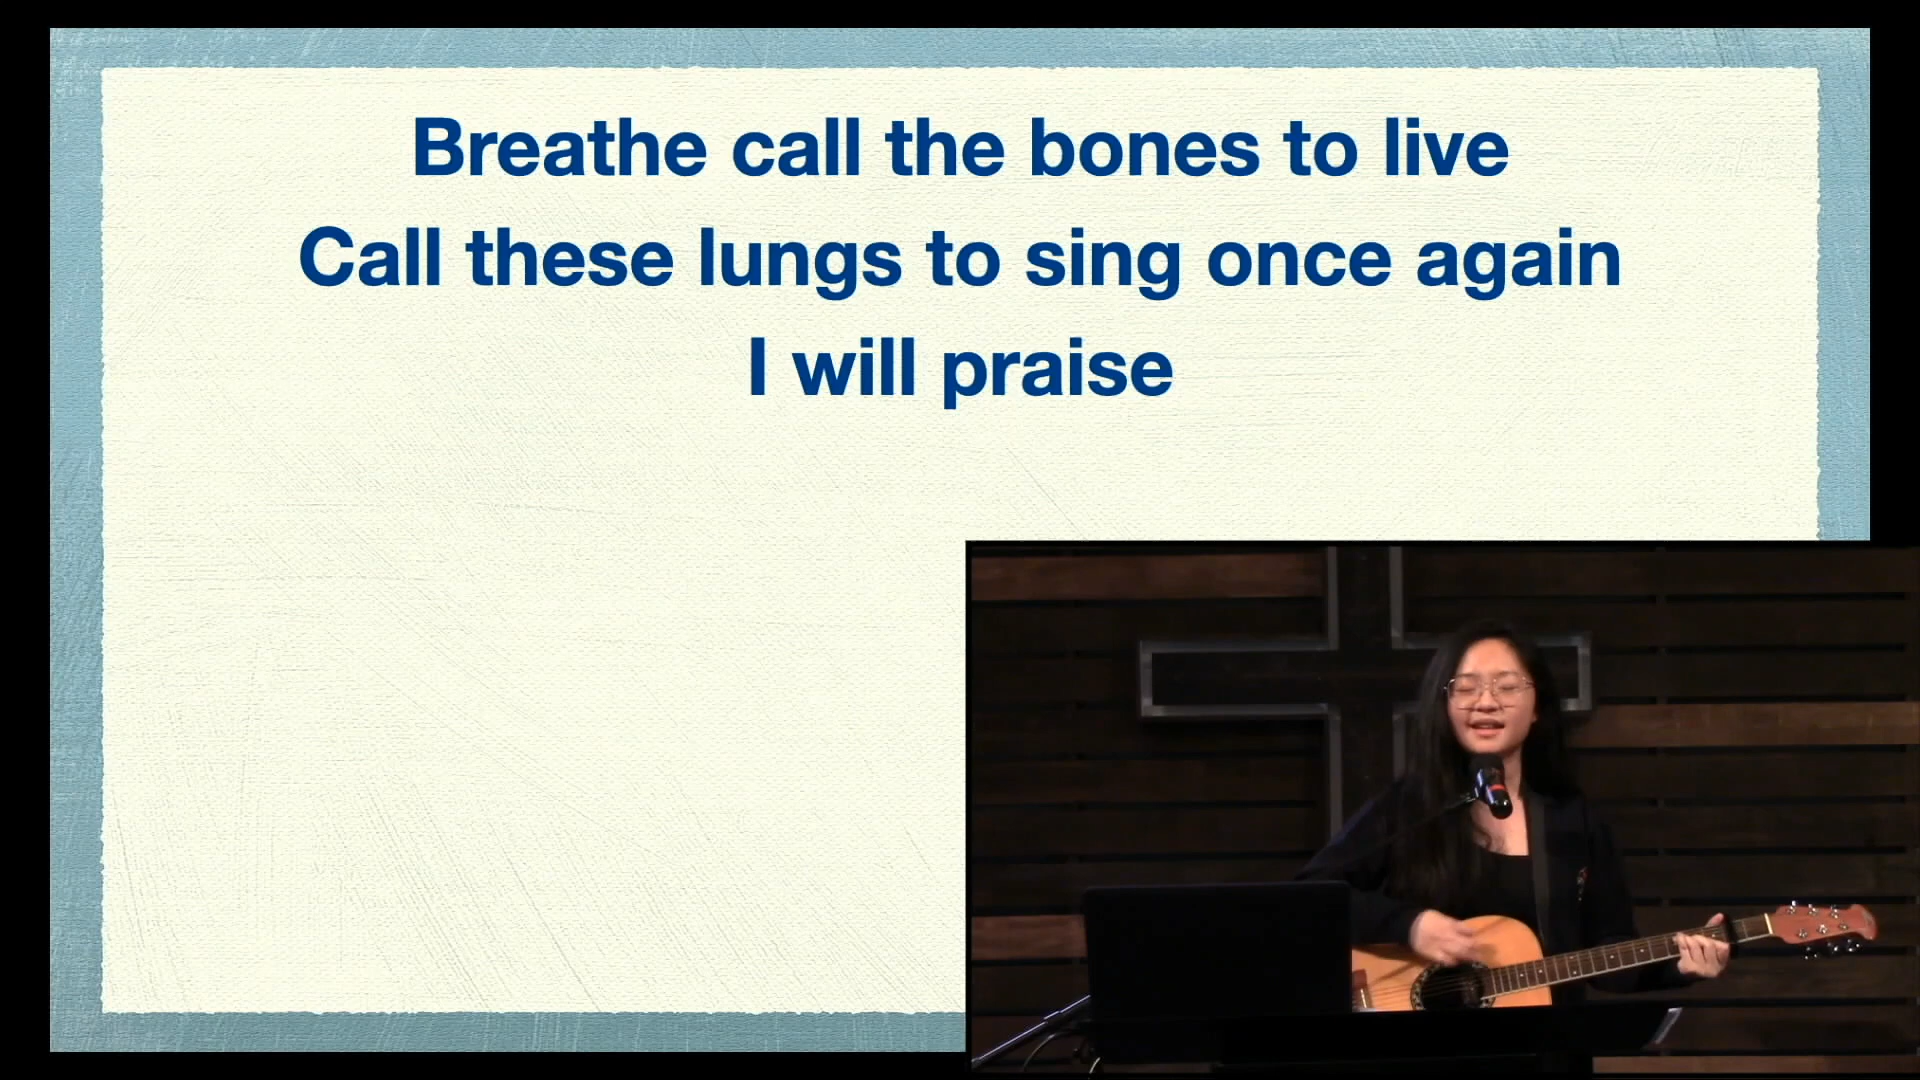 Breathe call the bones to live
Call these lungs to sing once again
I will praise